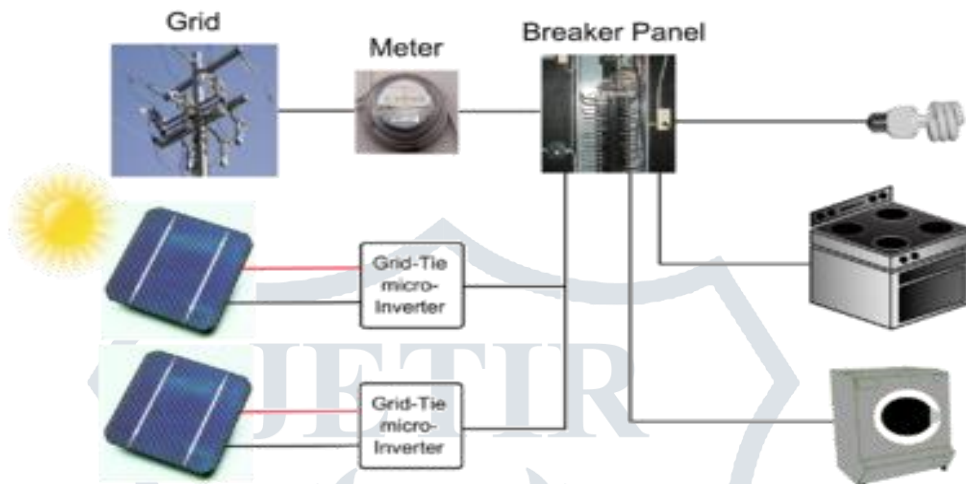 Grid
Meter
Breaker Panel
Grid-Tie
micro-
Inverter
Grid-Tie
micro-
Inverter
JETIR